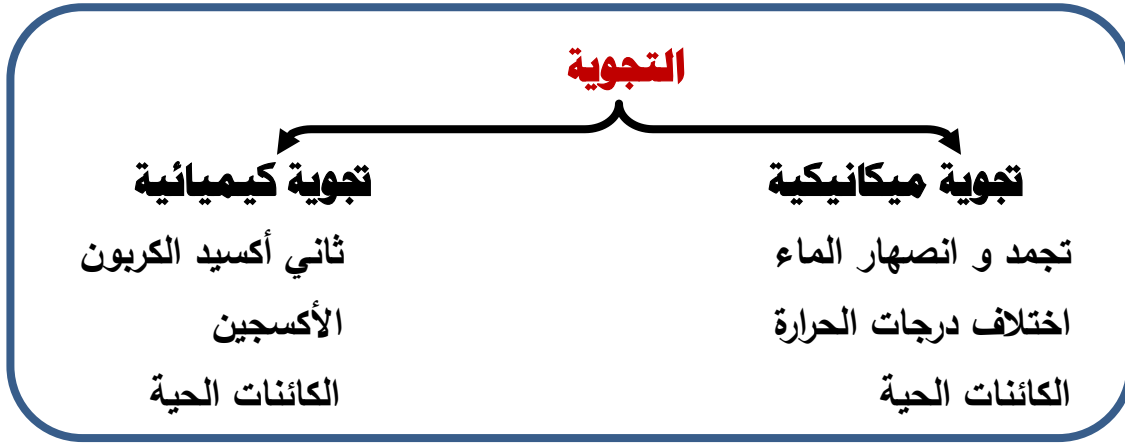 التجوية
تجوية ميكانيكية
تجمد و انصهار الماء
اختلاف درجات الحرارة
الكائنات الحية
تجوية كيميائية
ثاني أكسيد الكربون
الأكسجين
الكائنات الحية